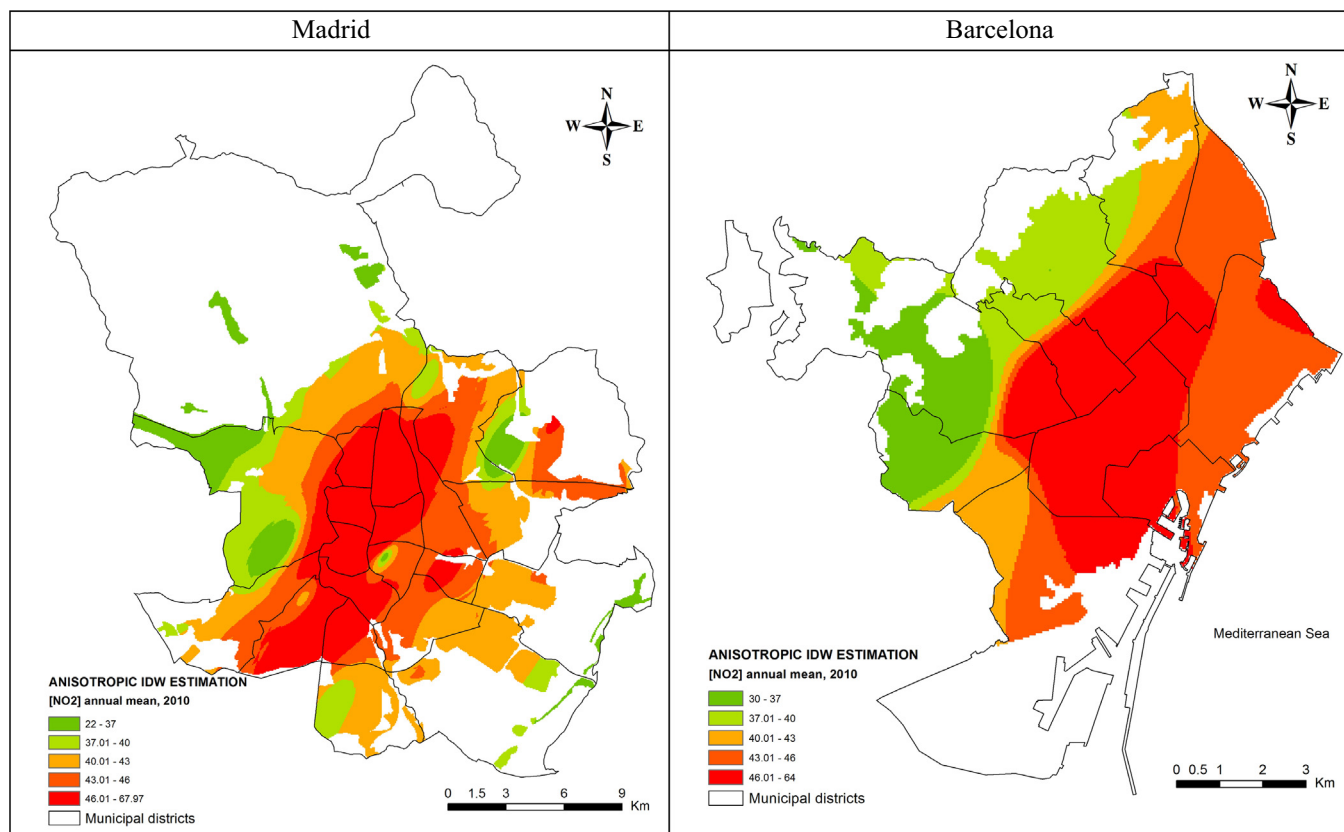 Madrid
Barcelona
N
W E
S
ANISOTROPIC IDW ESTIMATION
[NO2] annual mean, 2010
22 - 37
37.01 - 40
40.01 - 43
43.01 - 46
46.01 - 67.97
Municipal districts
0 1.5 3 6 9
Km
N
W E
S
Mediterranean Sea
ANISOTROPIC IDW ESTIMATION
[NO2] annual mean, 2010
30 - 37
37.01 - 40
40.01 - 43
43.01 - 46
46.01 - 64
Municipal districts
0 0.5 1 2 3
Km